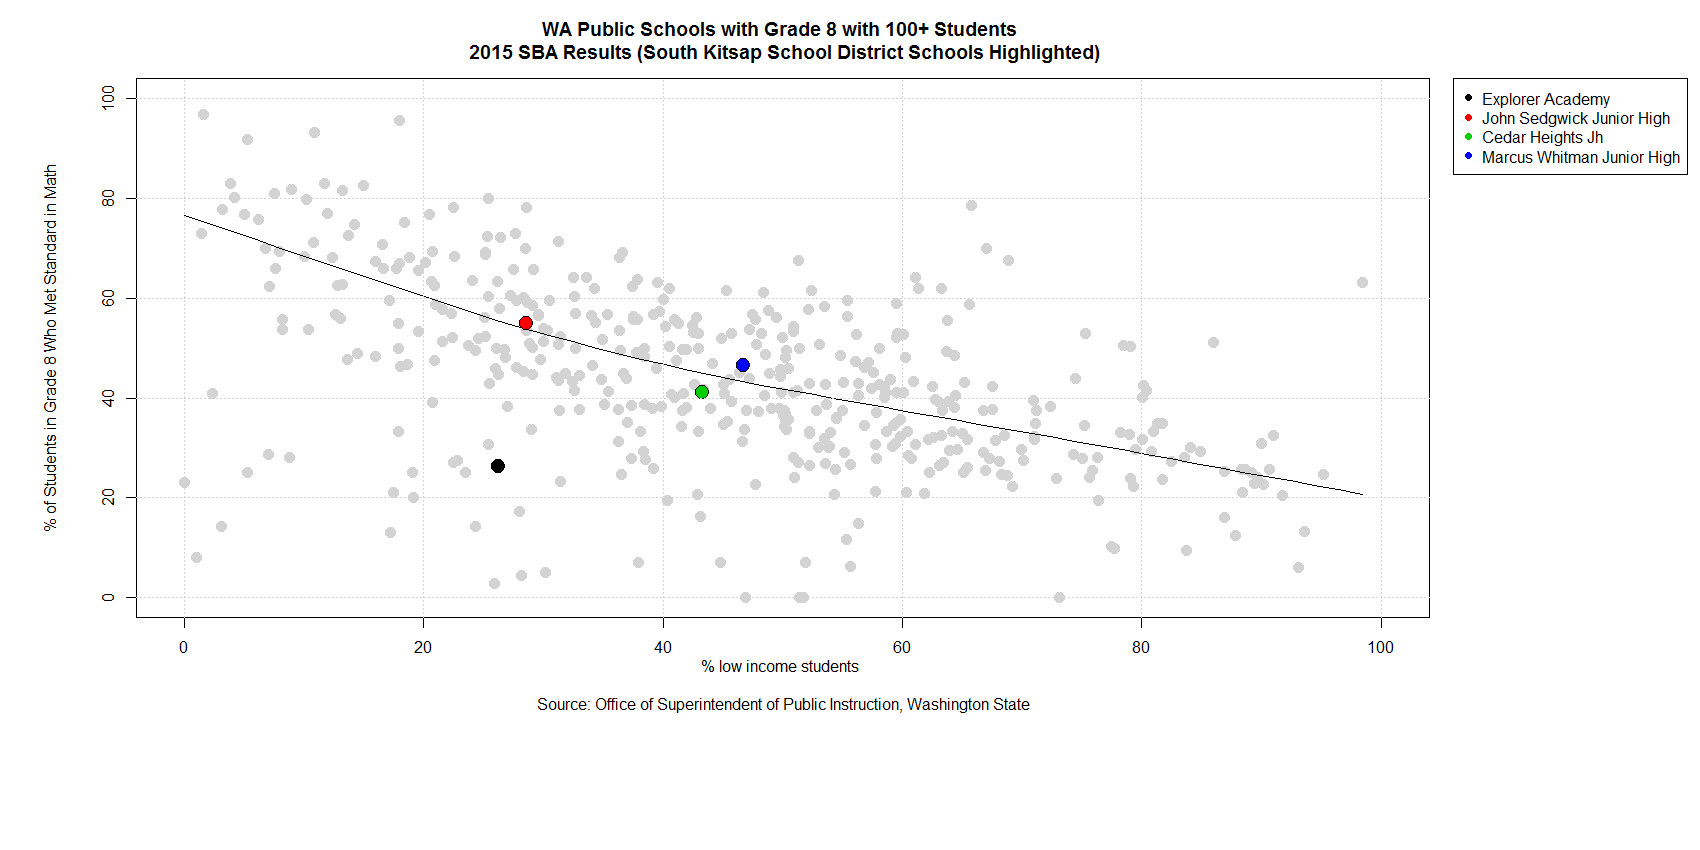 WA Public Schools with Grade 8 with 100+ Students
2015 SBA Results (South Kitsap School District Schools Highlighted)
% of Students in Grade 8 Who Met Standard in Math
100
80
60
40
20
0
0 20 40 60 80 100
% low income students
Source: Office of Superintendent of Public Instruction, Washington State
Explorer Academy
John Sedgwick Junior High
Cedar Heights Jh
Marcus Whitman Junior High